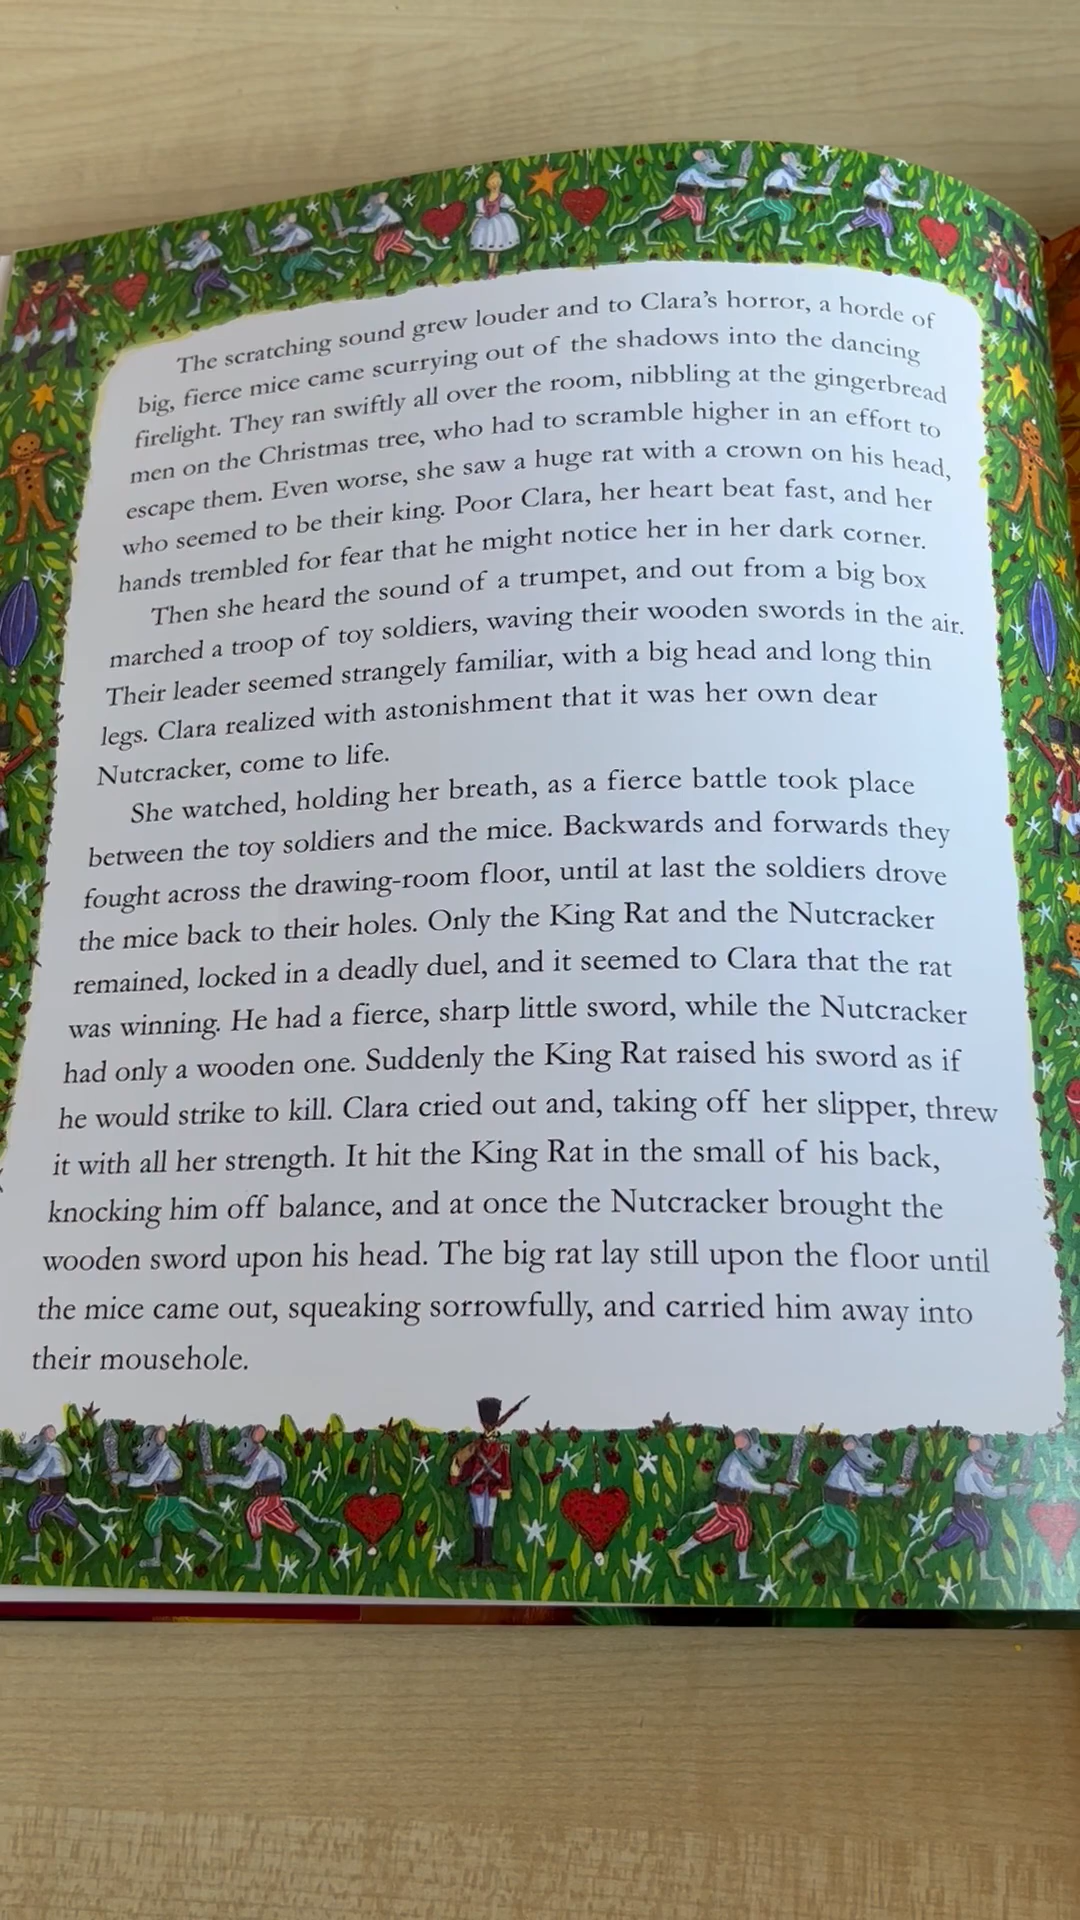 The scratching sound grew louder and to Clara's horror, a horde of
big, fierce mice came scurrying out of the shadows into the dancing
firelight. They ran swiftly all over the room, nibbling at the gingerbread
men on the Christmas tree, who had to scramble higher in an effort to
escape them. Even worse, she saw a huge rat with a crown on his head,
who seemed to be their king. Poor Clara, her heart beat fast, and her
hands trembled for fear that he might notice her in her dark corner.
Then she heard the sound of a trumpet, and out from a big box
marched a troop of toy soldiers, waving their wooden swords in the air.
Their leader seemed strangely familiar, with a big head and long thin
legs. Clara realized with astonishment that it was her own dear
Nutcracker, come to life.
She watched, holding her breath, as a fierce battle took place
between the toy soldiers and the mice. Backwards and forwards they
fought across the drawing-room floor, until at last the soldiers drove
the mice back to their holes. Only the King Rat and the Nutcracker
remained, locked in a deadly duel, and it seemed to Clara that the rat
was winning. He had a fierce, sharp little sword, while the Nutcracker
had only a wooden one. Suddenly the King Rat raised his sword as if
he would strike to kill. Clara cried out and, taking off her slipper, threw
it with all her strength. It hit the King Rat in the small of his back,
knocking him off balance, and at once the Nutcracker brought the
wooden sword upon his head. The big rat lay still upon the floor until
the mice came out, squeaking sorrowfully, and carried him away into
their mousehole.